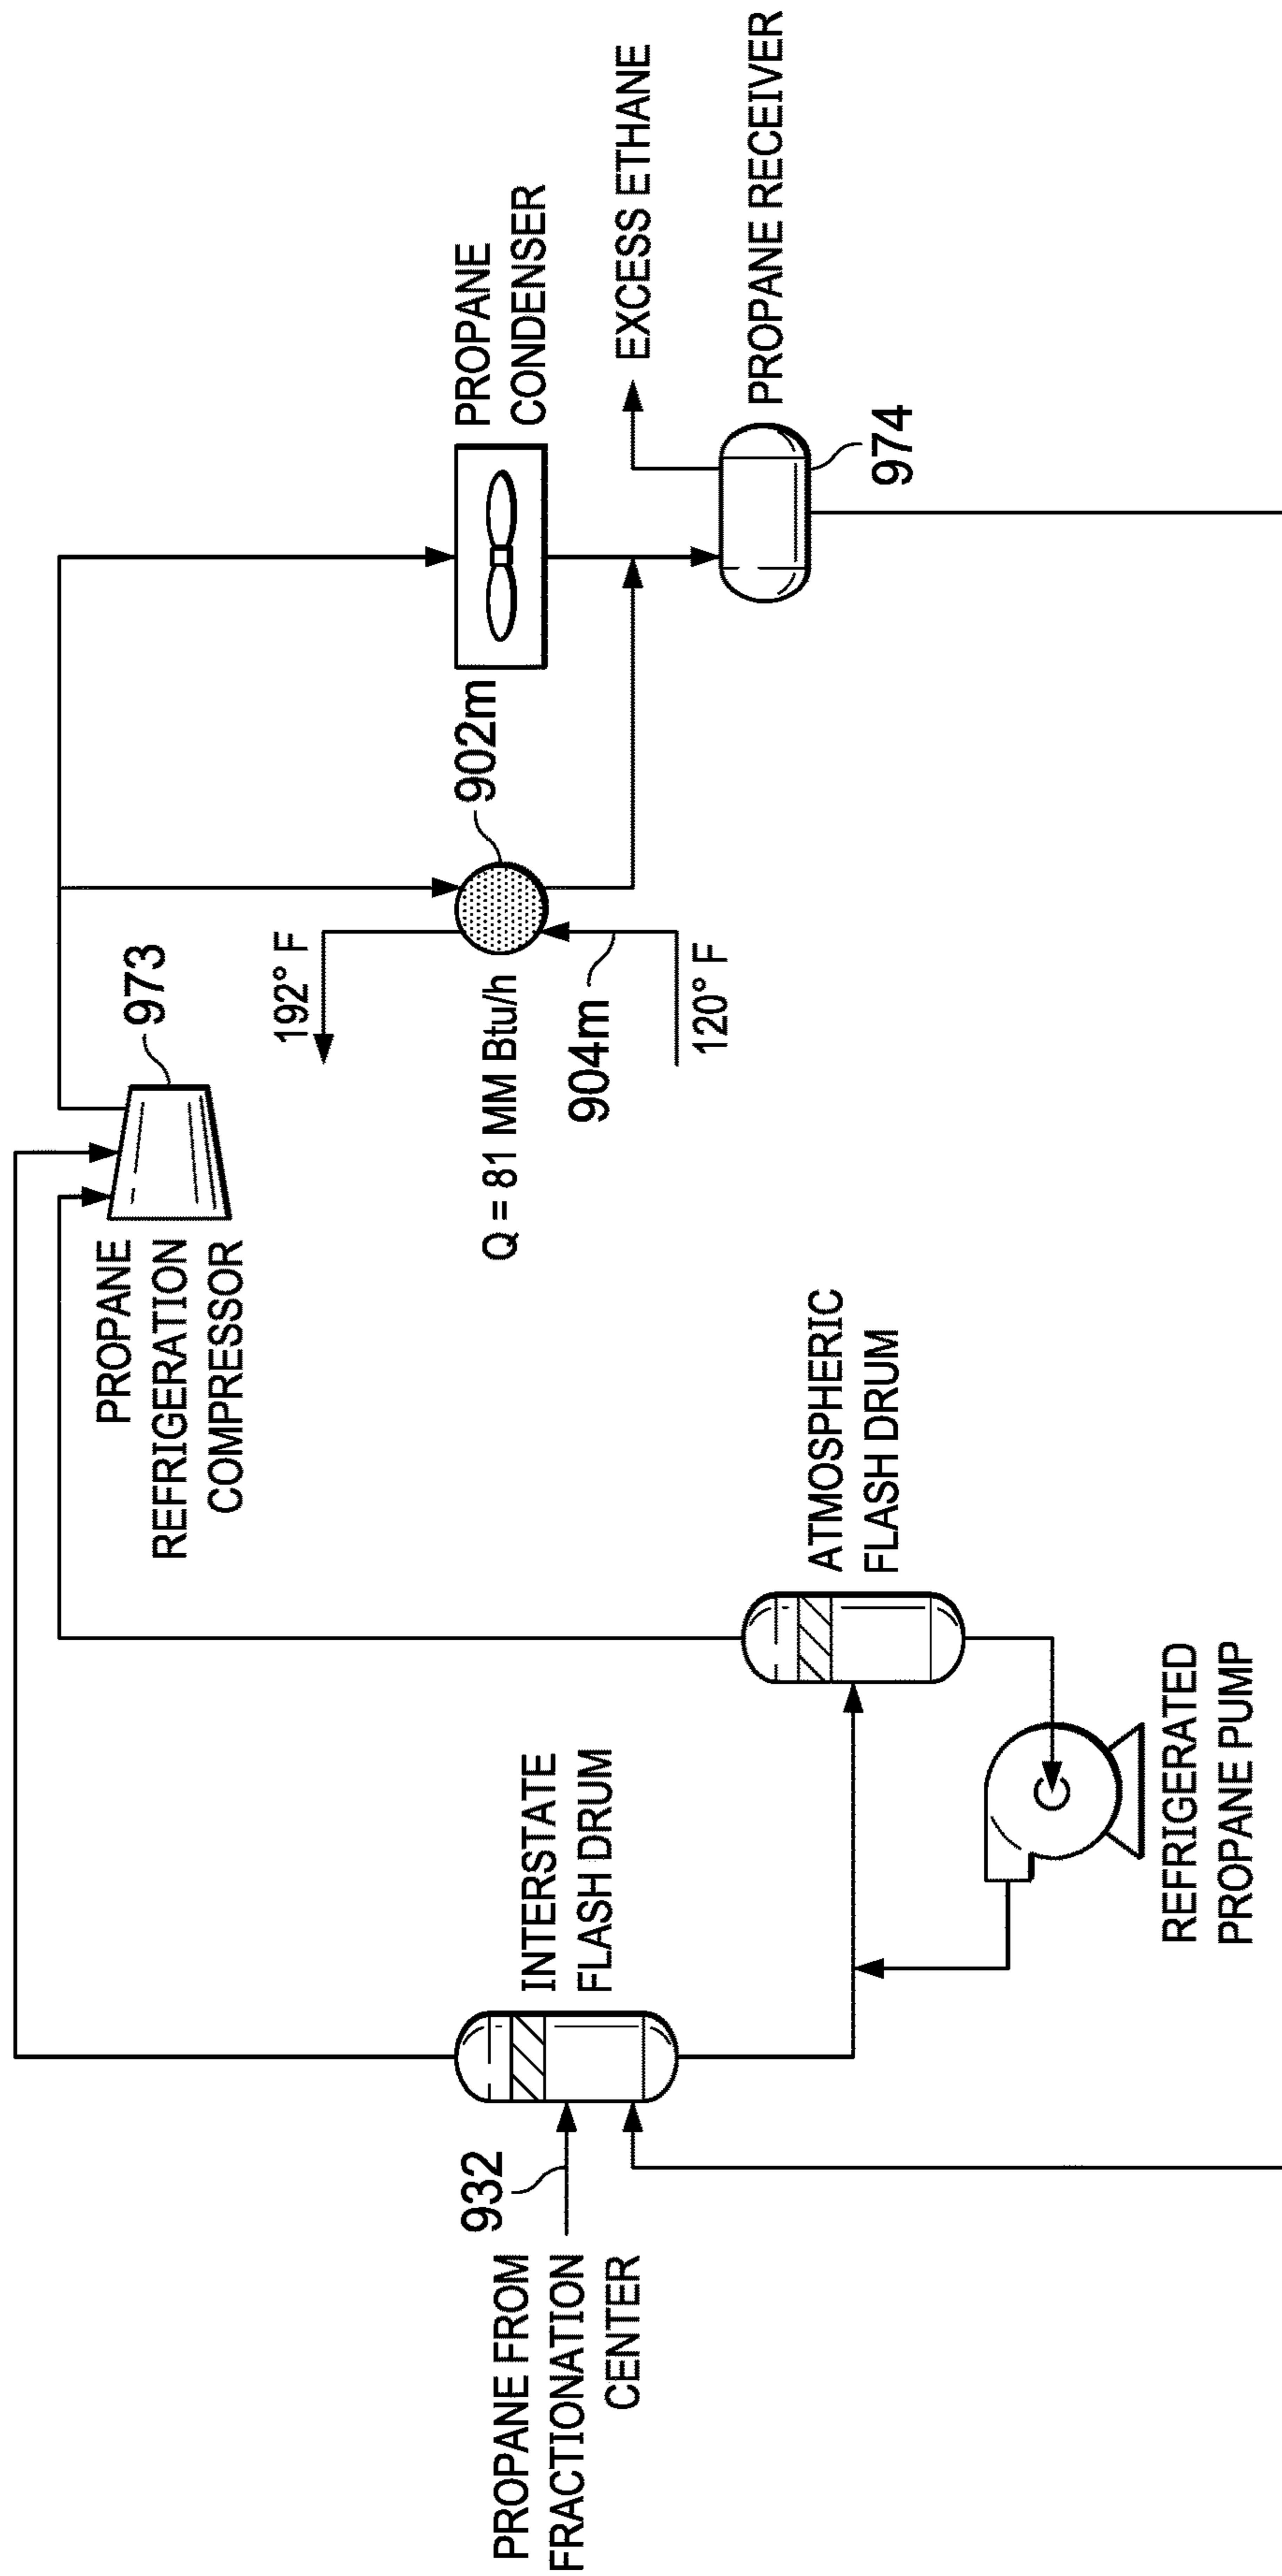 PROPANE
REFRIGERATION
COMPRESSOR
973
192° F
Q = 81 MM Btu/h
902m
904m
120° F
PROPANE
CONDENSER
EXCESS ETHANE
PROPANE RECEIVER
974
PROPANE FROM
FRACTIONATION
CENTER
932
INTERSTATE
FLASH DRUM
ATMOSPHERIC
FLASH DRUM
REFRIGERATED
PROPANE PUMP